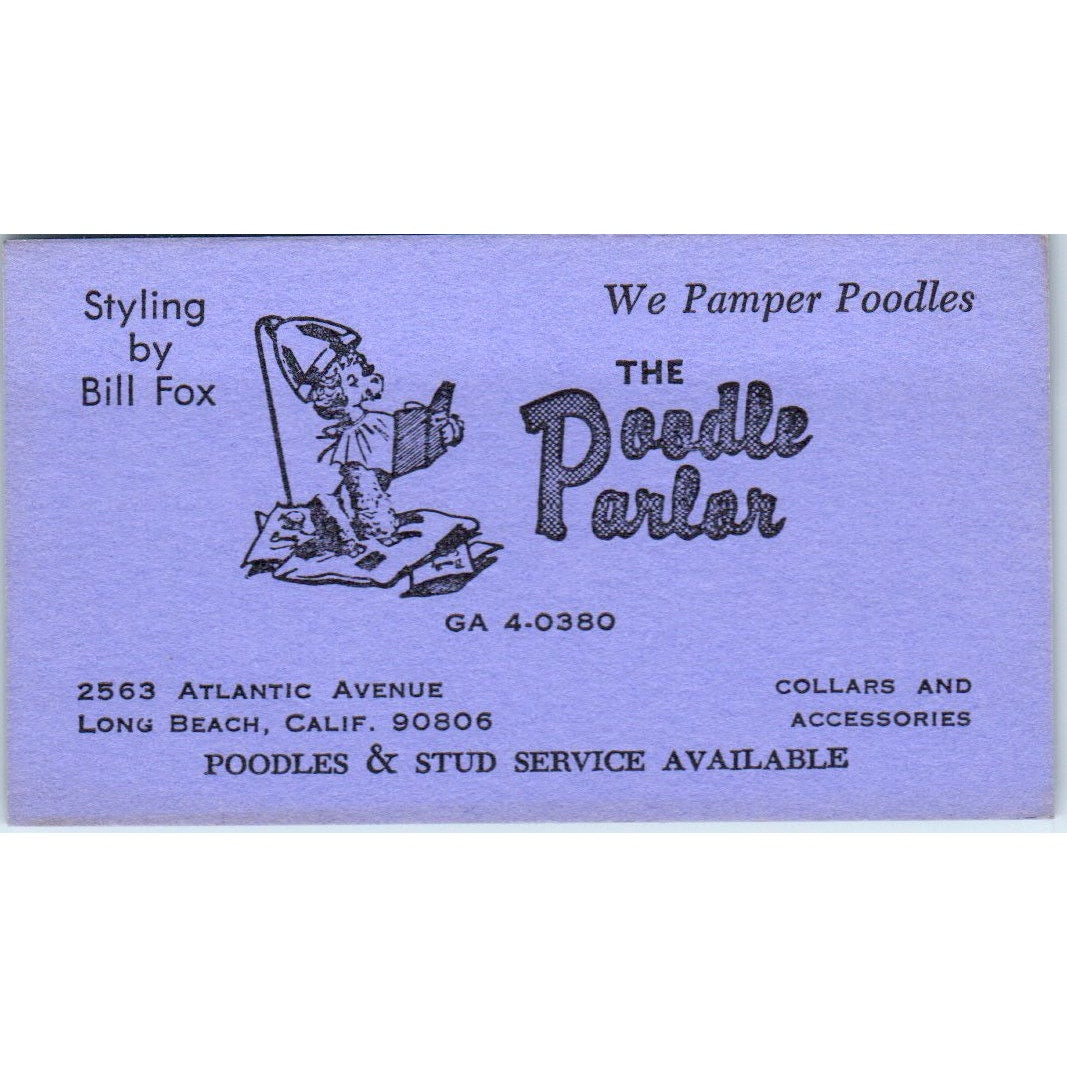 Styling
by
Bill Fox
We Pamper Poodles
THE
Poodle
Parlor
GA 4-0380
2563 ATLANTIC AVENUE
LONG BEACH, CALIF. 90806
COLLARS AND
ACCESSORIES
POODLES & STUD SERVICE AVAILABLE